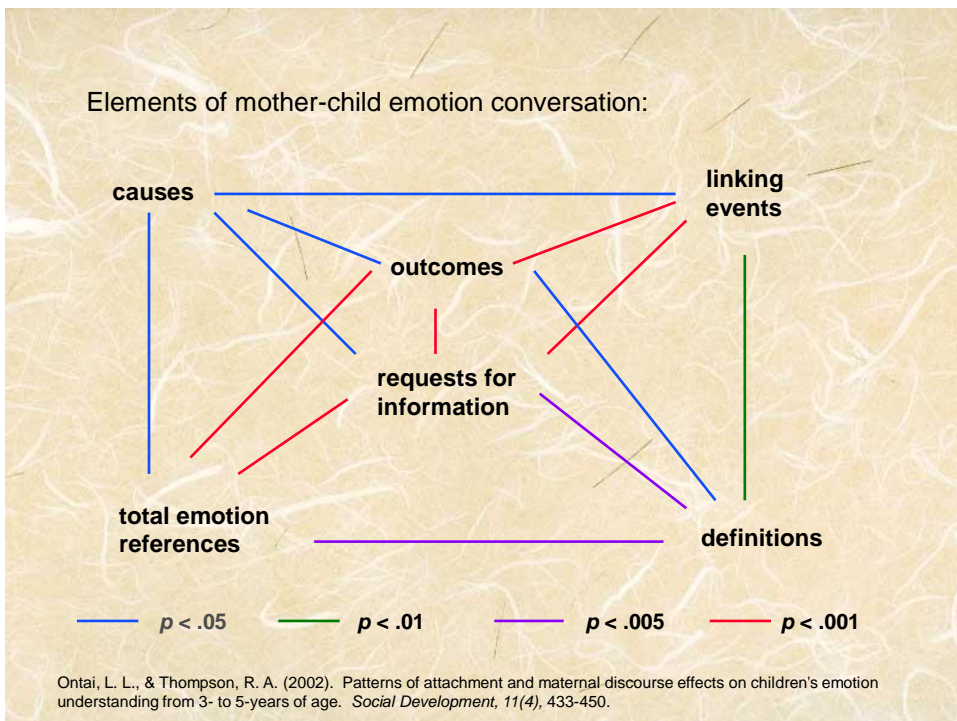 Elements of mother-child emotion conversation:
causes
linking
events
outcomes
requests for
information
total emotion
references
definitions
p < .05
p < .01
p < .005
p < .001
Ontai, L. L., & Thompson, R. A. (2002).  Patterns of attachment and maternal discourse effects on children's emotion
understanding from 3- to 5-years of age.  Social Development, 11(4), 433-450.